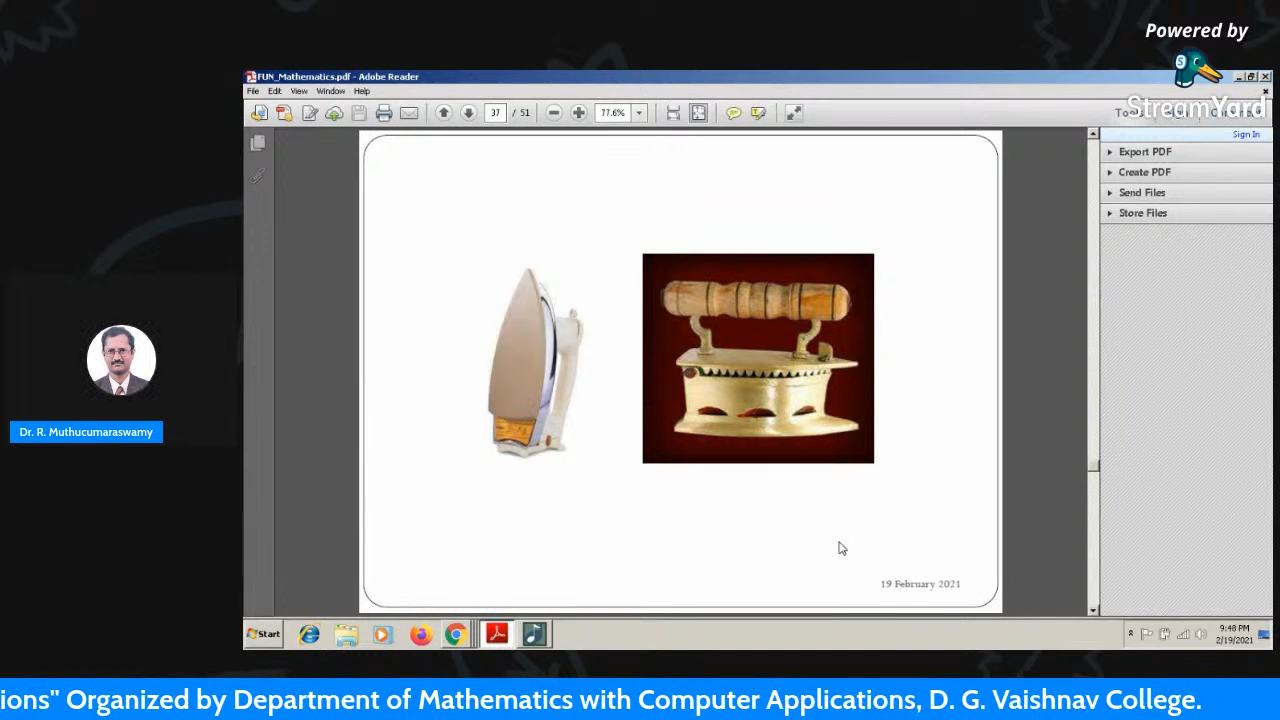 Powered by
StreamYard
FUN_Mathematics.pdf - Adobe Reader
File Edit View Window Help
37 / 51 77.6%
Sign In
Export PDF
Create PDF
Send Files
Store Files
Dr. R. Muthucumaraswamy
19 February 2021
Start
9:48 PM
2/19/2021
ions" Organized by Department of Mathematics with Computer Applications, D. G. Vaishnav College.